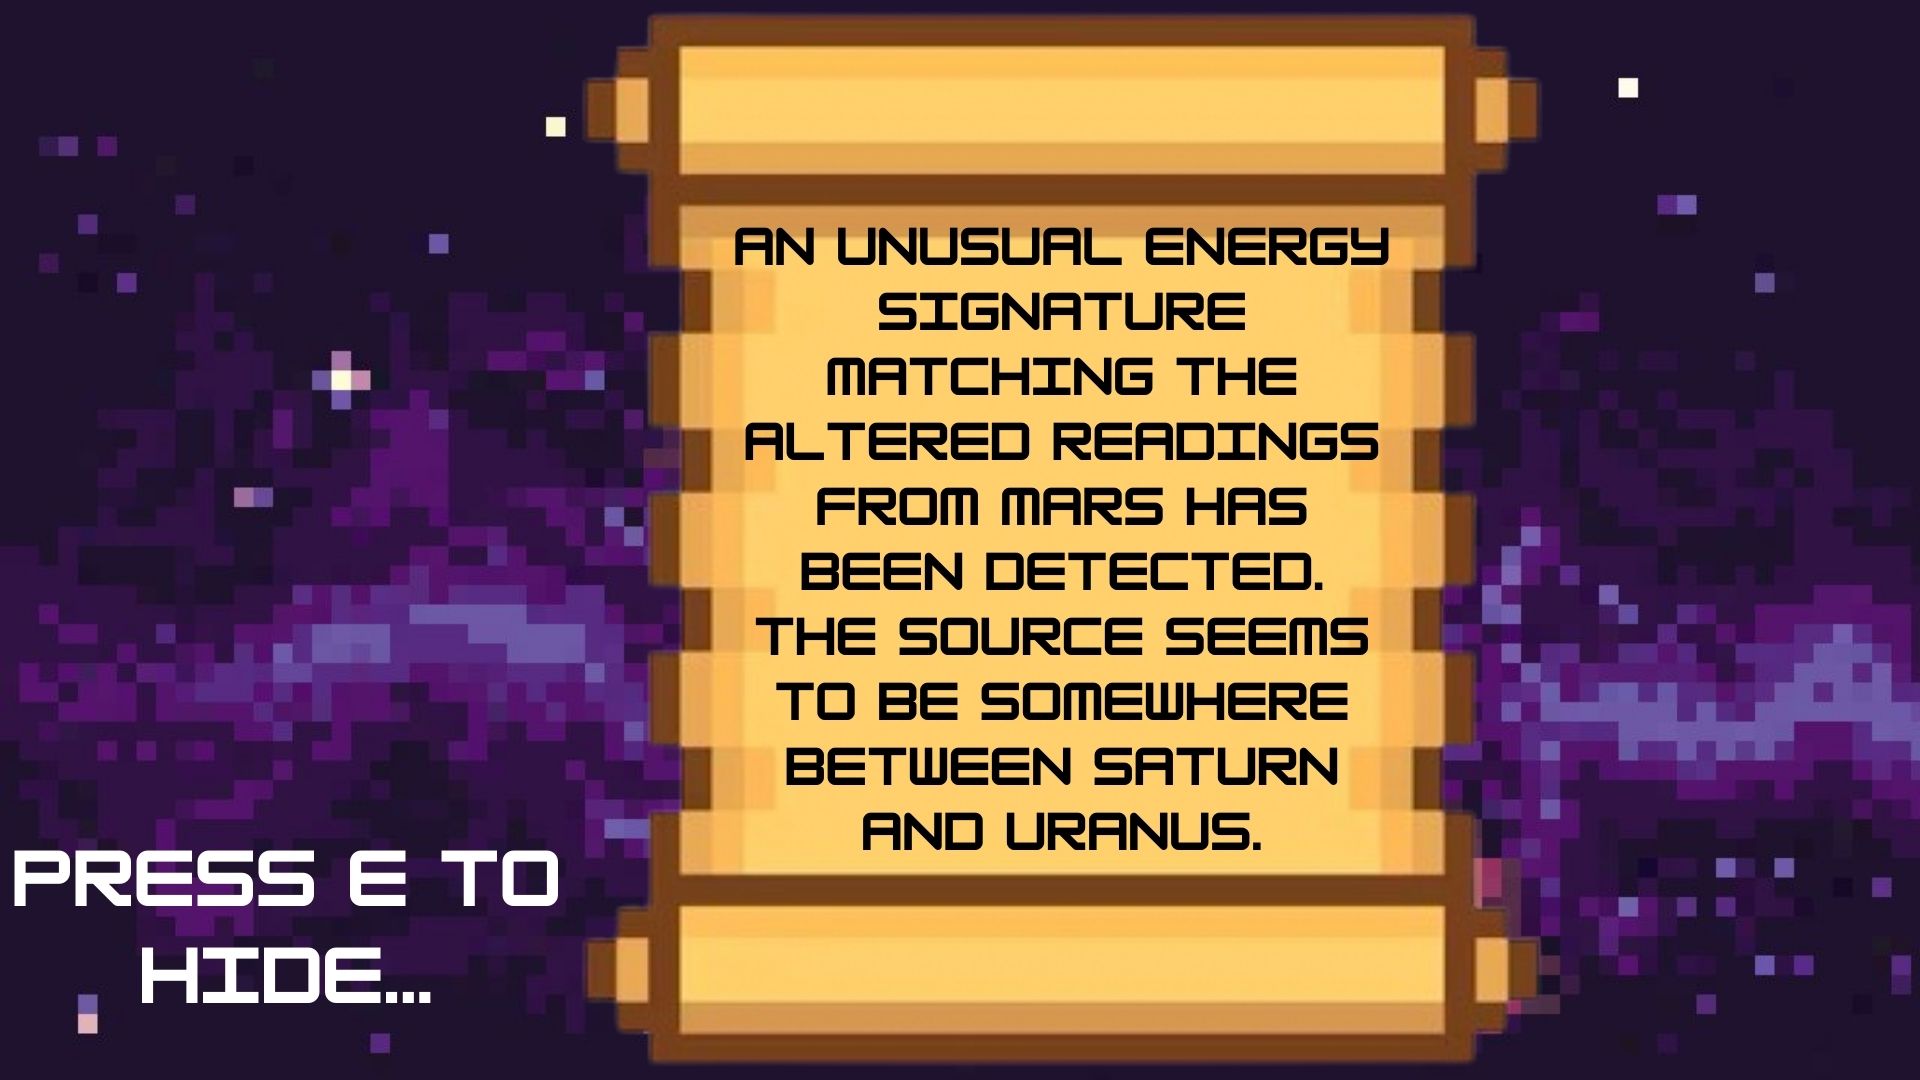 AN UNUSUAL ENERGY
SIGNATURE
MATCHING THE
ALTERED READINGS
FROM MARS HAS
BEEN DETECTED.
THE SOURCE SEEMS
TO BE SOMEWHERE
BETWEEN SATURN
AND URANUS.
PRESS E TO
HIDE...